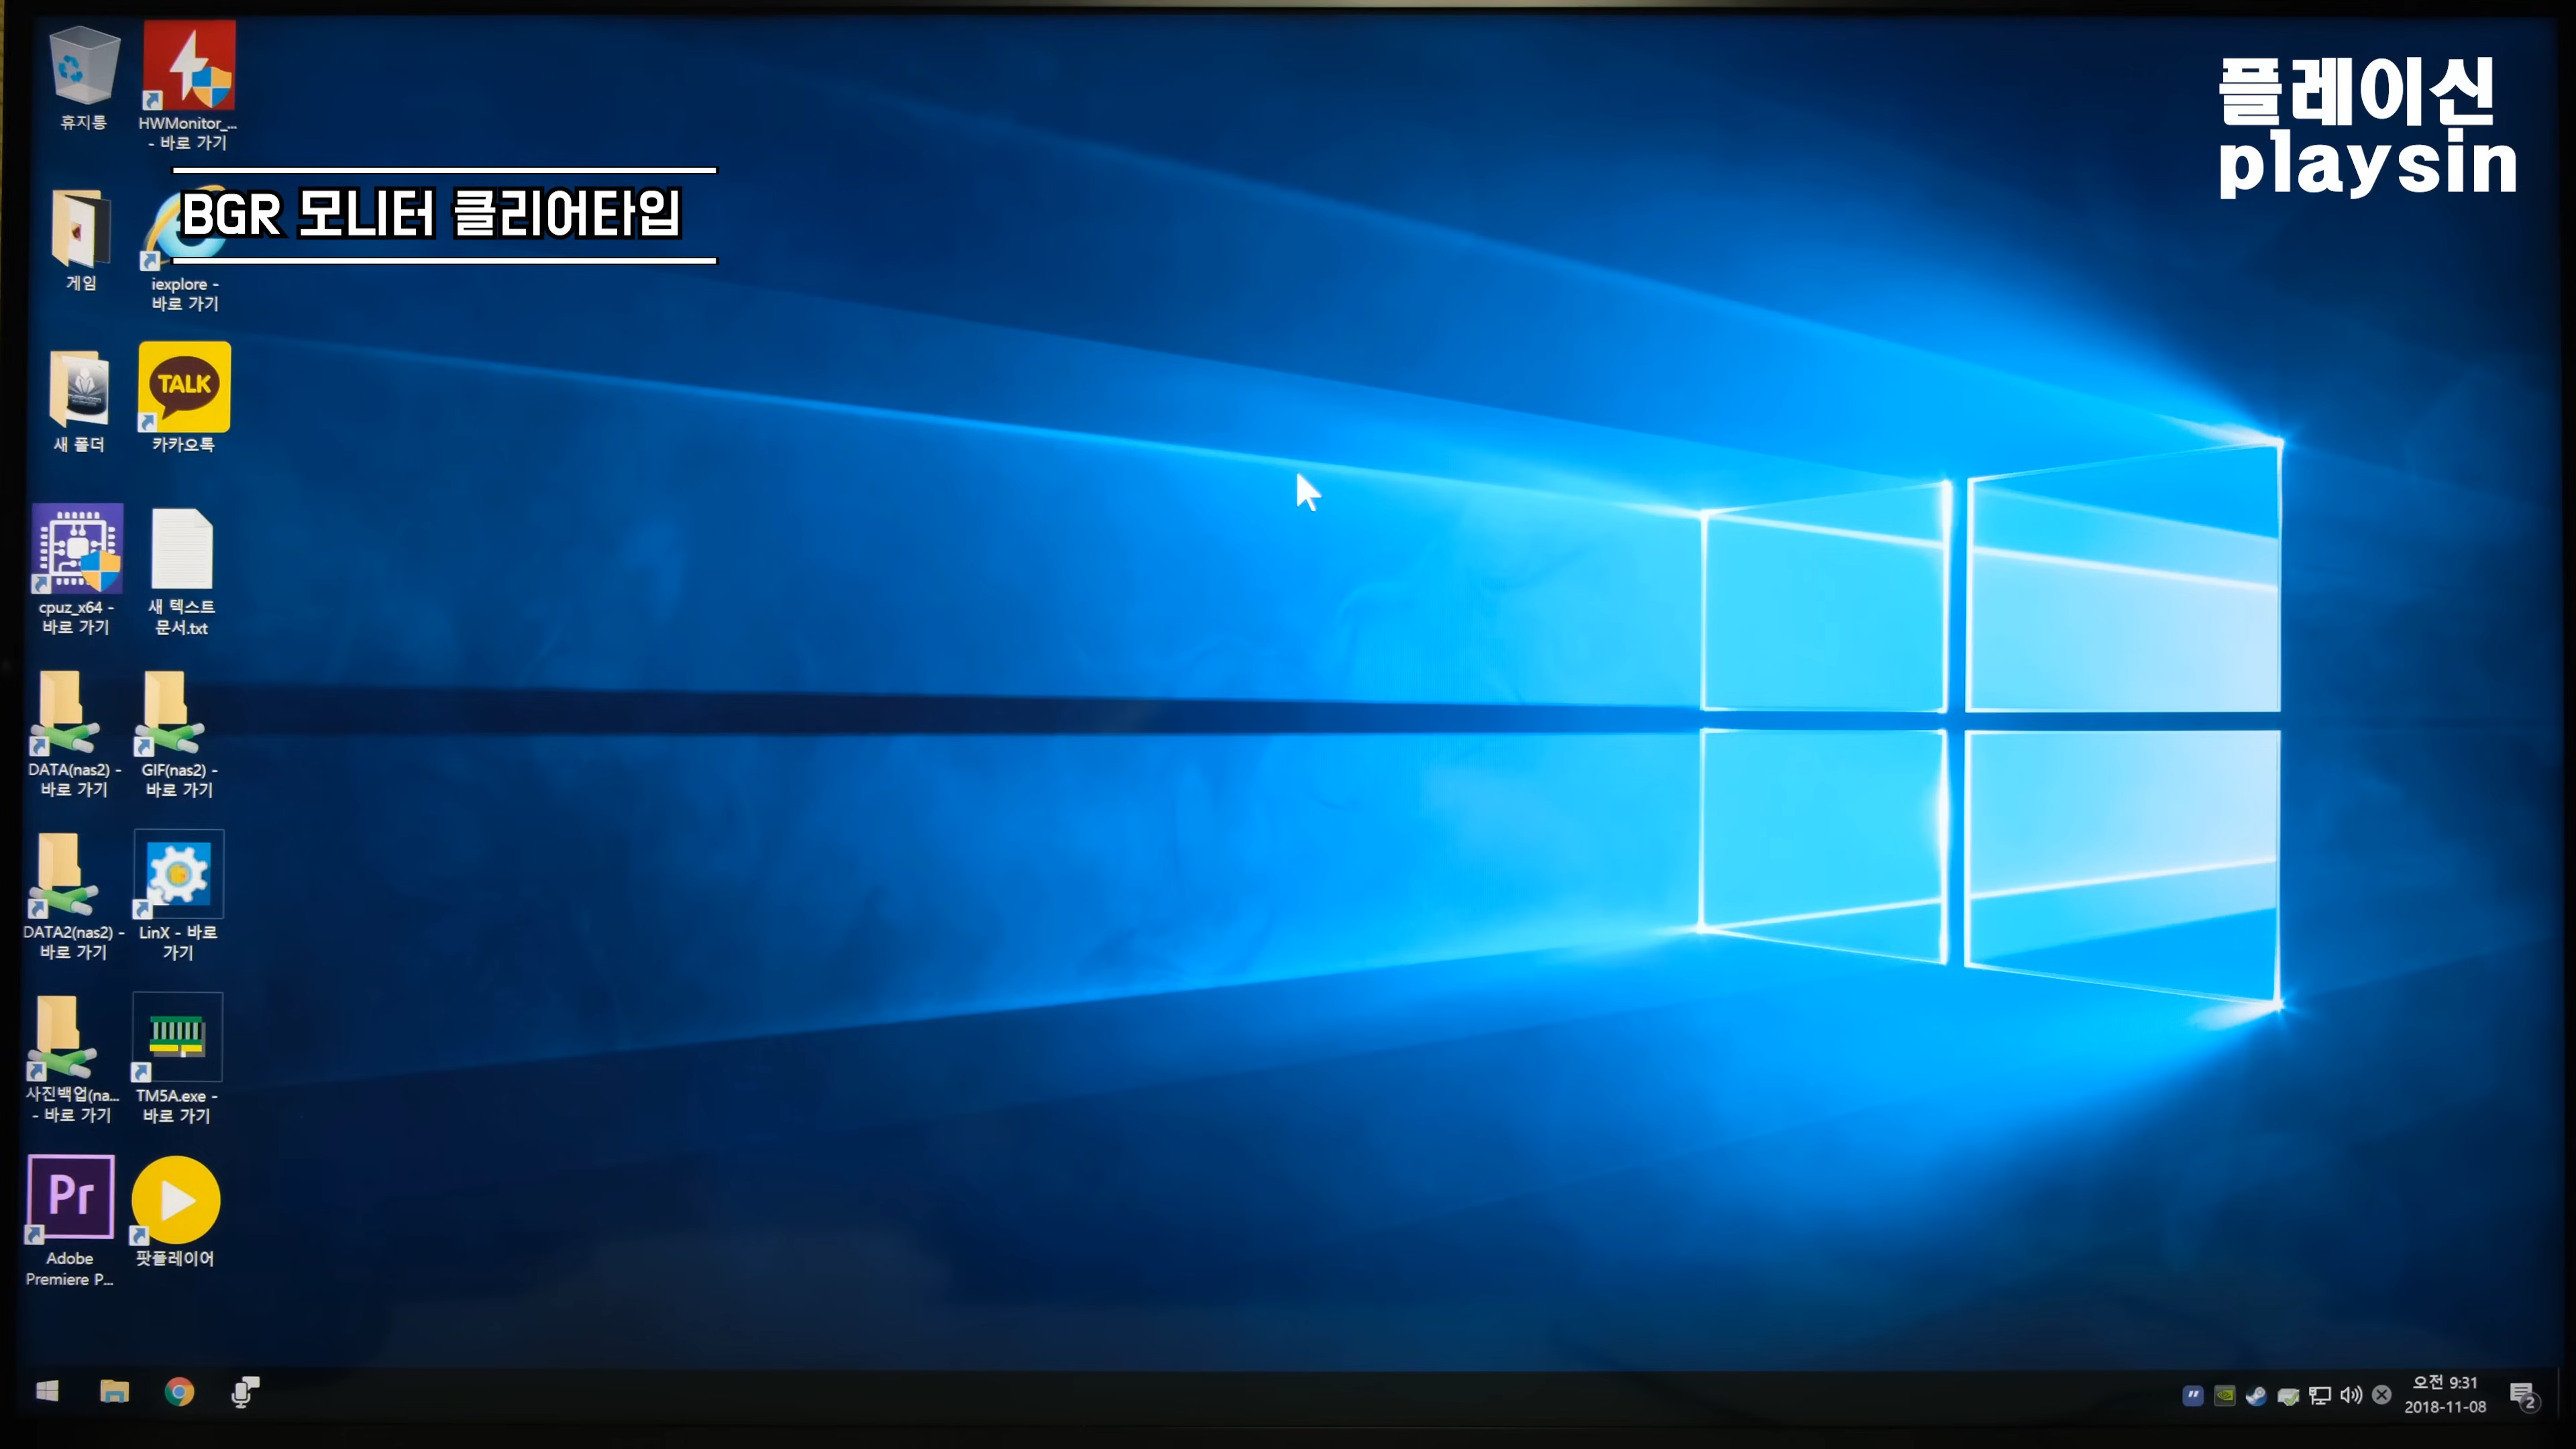 플레이신
playsin
BGR 모니터 클리어타입
휴지통
HWMonitor_...
- 바로 가기
게임
iexplore -
바로 가기
새 폴더
TALK
카카오톡
cpuz_x64 -
바로 가기
새 텍스트
문서.txt
DATA(nas2) -
바로 가기
GIF(nas2) -
바로 가기
DATA2(nas2) -
바로 가기
LinX - 바로
가기
사진백업(na...
- 바로 가기
TM5A.exe -
바로 가기
Pr
Adobe
Premiere P...
팟플레이어
오전 9:31
2018-11-08
2